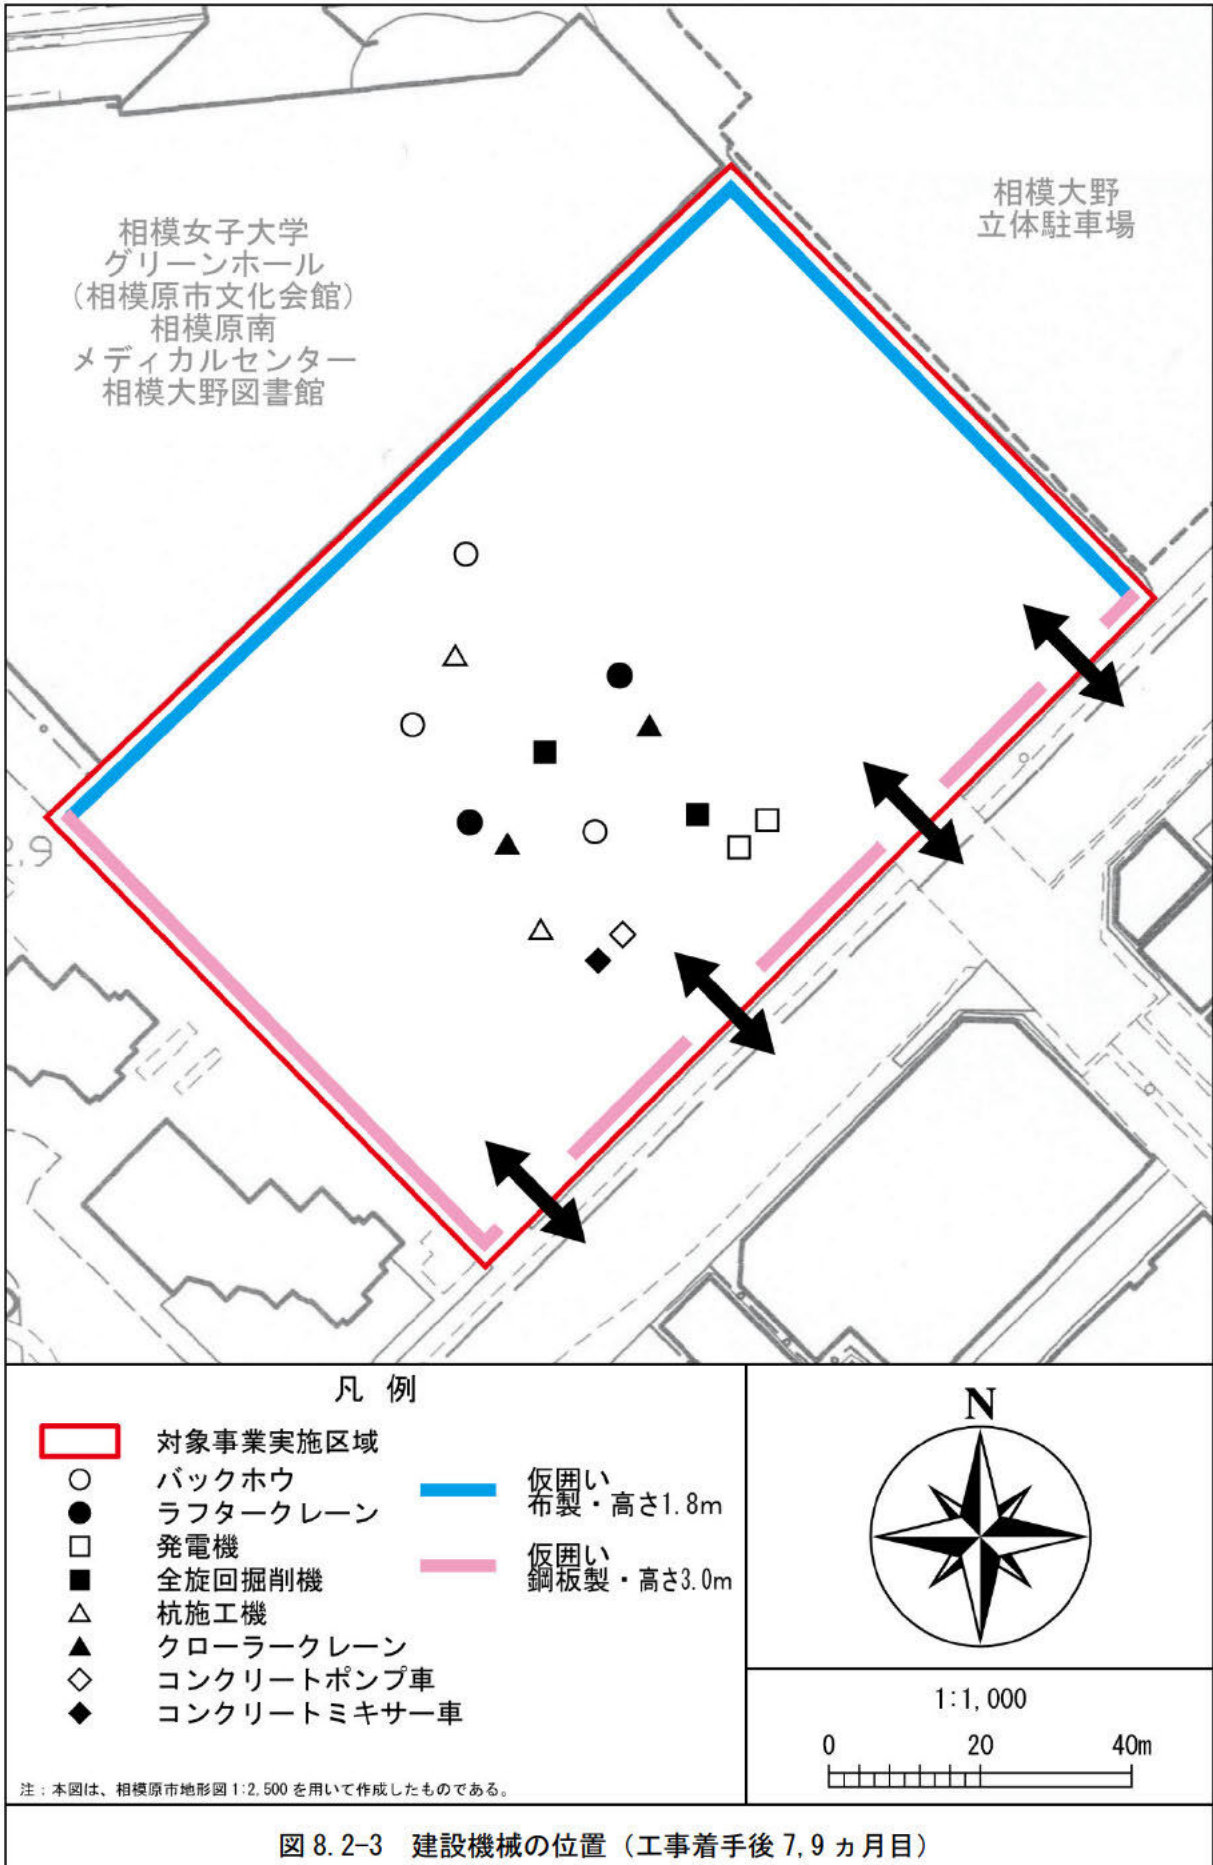 相模女子大学
グリーンホール
（相模原市文化会館）
相模原南
メディカルセンター
相模大野図書館
相模大野
立体駐車場
凡 例
対象事業実施区域
バックホウ
ラフタークレーン
発電機
全旋回掘削機
杭施工機
クローラークレーン
コンクリートポンプ車
コンクリートミキサー車
仮囲い
布製・高さ1.8m
仮囲い
鋼板製・高さ3.0m
注：本図は、相模原市地形図1:2,500を用いて作成したものである。
N
1:1,000
0 20 40m
図 8.2-3 建設機械の位置（工事着手後 7,9 ヵ月目）